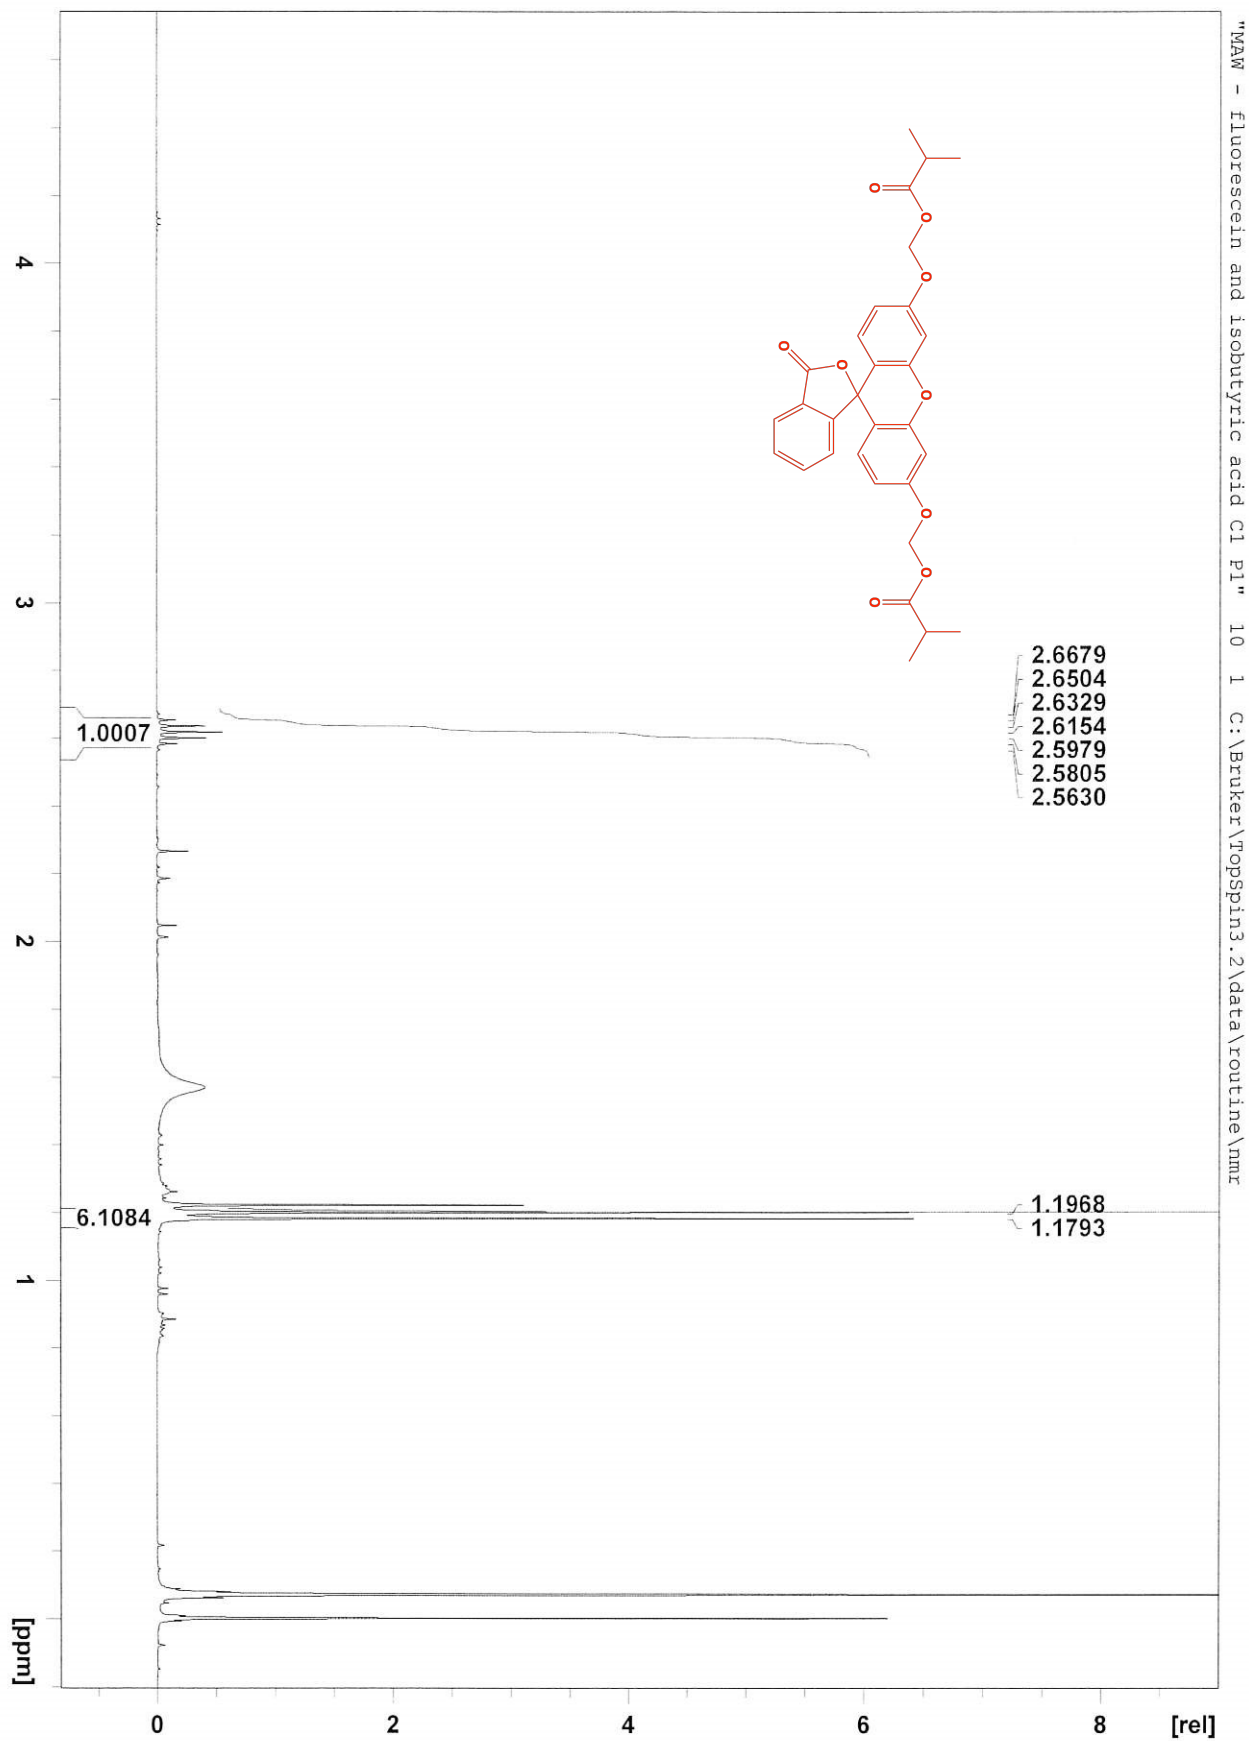 "MAW - fluorescein and isobutyric acid C1 P1" 10 1 C:\Bruker\TopSpin3.2\data\routine\nmr
O
O
O
O
O
O
O
O
O
2.6679
2.6504
2.6329
2.6154
2.5979
2.5805
2.5630
1.1968
1.1793
1.0007
6.1084
4
3
2
1
[ppm]
0
2
4
6
8
[rel]